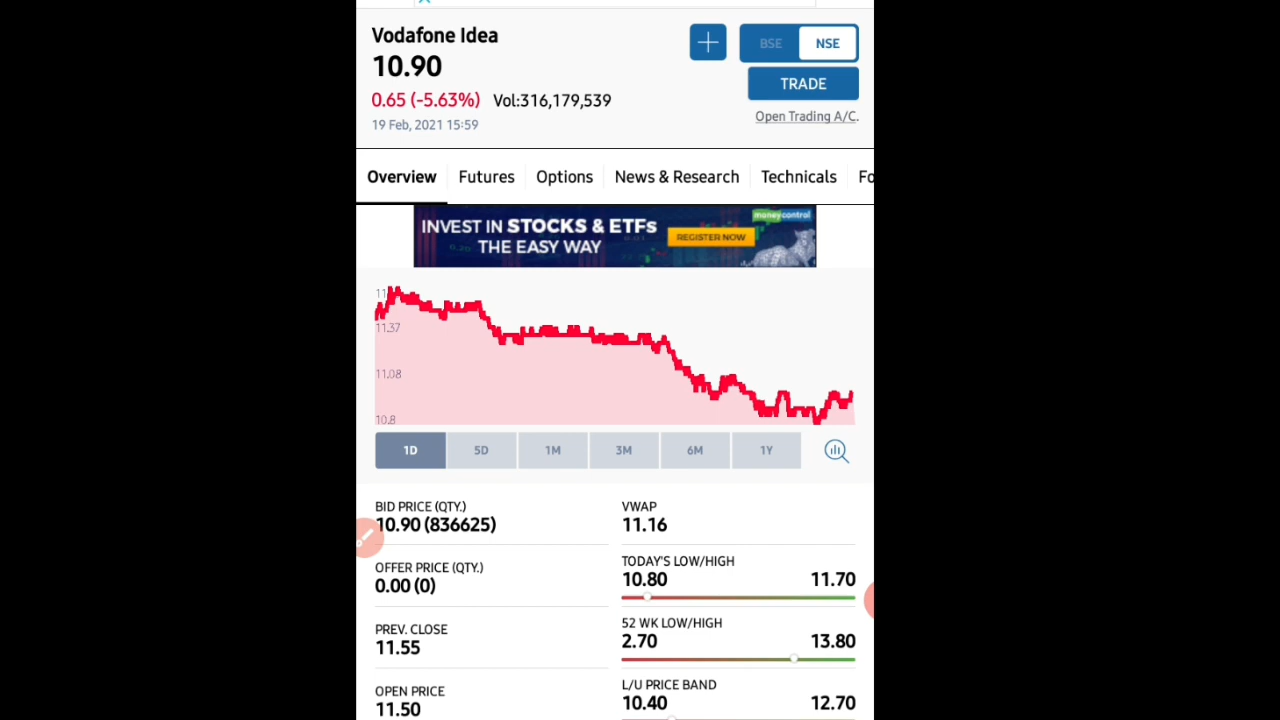 Vodafone Idea
10.90
0.65 (-5.63%) Vol:316,179,539
19 Feb, 2021 15:59
BSE NSE
TRADE
Open Trading A/C.
Overview Futures Options News & Research Technicals Fo
INVEST IN STOCKS & ETFs
THE EASY WAY
REGISTER NOW
moneycontrol
11.37
11.08
10.8
1D 5D 1M 3M 6M 1Y
BID PRICE (QTY.)
10.90 (836625)
VWAP
11.16
OFFER PRICE (QTY.)
0.00 (0)
TODAY'S LOW/HIGH
10.80 11.70
PREV. CLOSE
11.55
52 WK LOW/HIGH
2.70 13.80
OPEN PRICE
11.50
L/U PRICE BAND
10.40 12.70